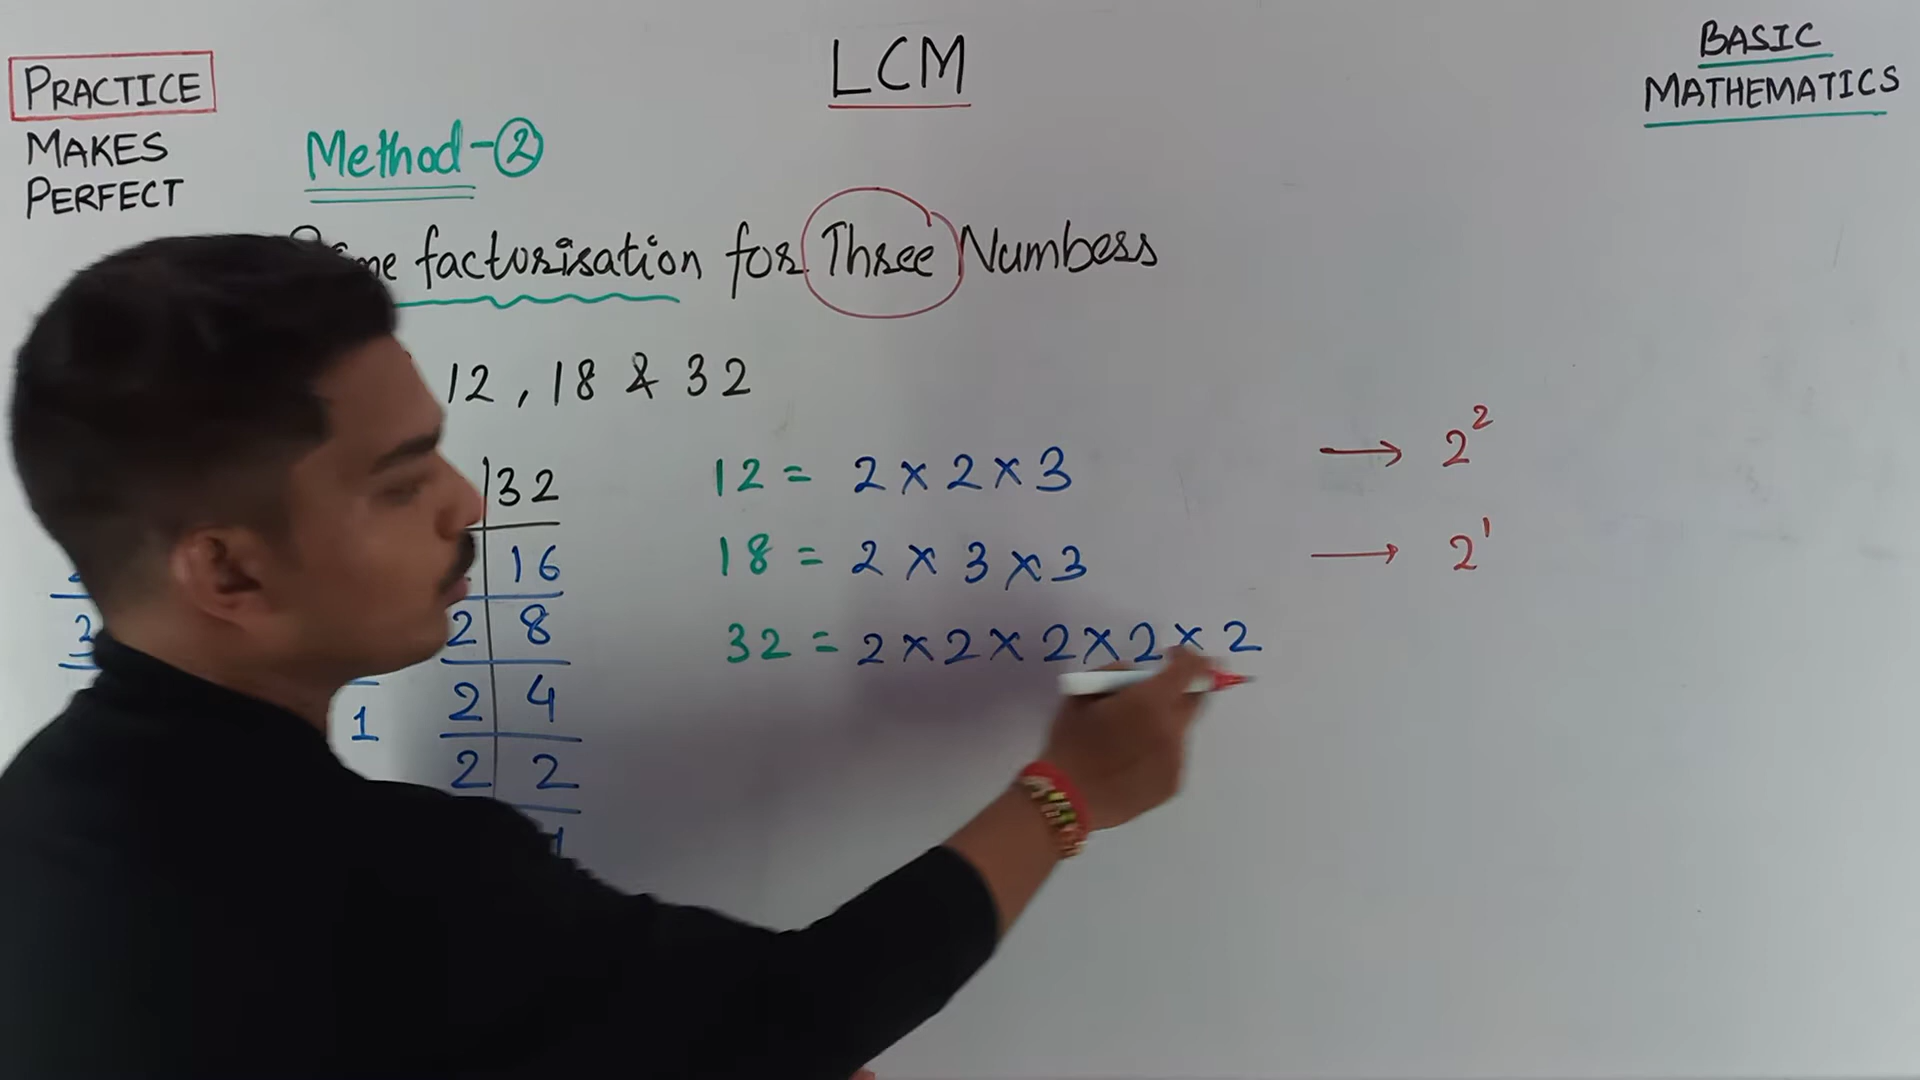 PRACTICE
MAKES
PERFECT
LCM
BASIC
MATHEMATICS
Method-②
factorisation for Three Numbers
12, 18 & 32
32
16
2 8
2 4
2 2
1
1
12 = 2 × 2 × 3 → 2²
18 = 2 × 3 × 3 → 2¹
32 = 2 × 2 × 2 × 2 × 2